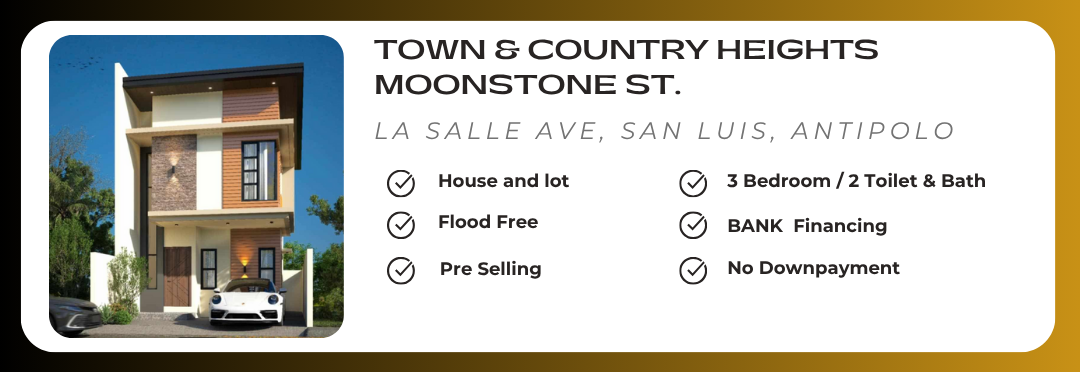 TOWN & COUNTRY HEIGHTS
MOONSTONE ST.
LA SALLE AVE, SAN LUIS, ANTIPOLO
House and lot
Flood Free
Pre Selling
3 Bedroom / 2 Toilet & Bath
BANK Financing
No Downpayment